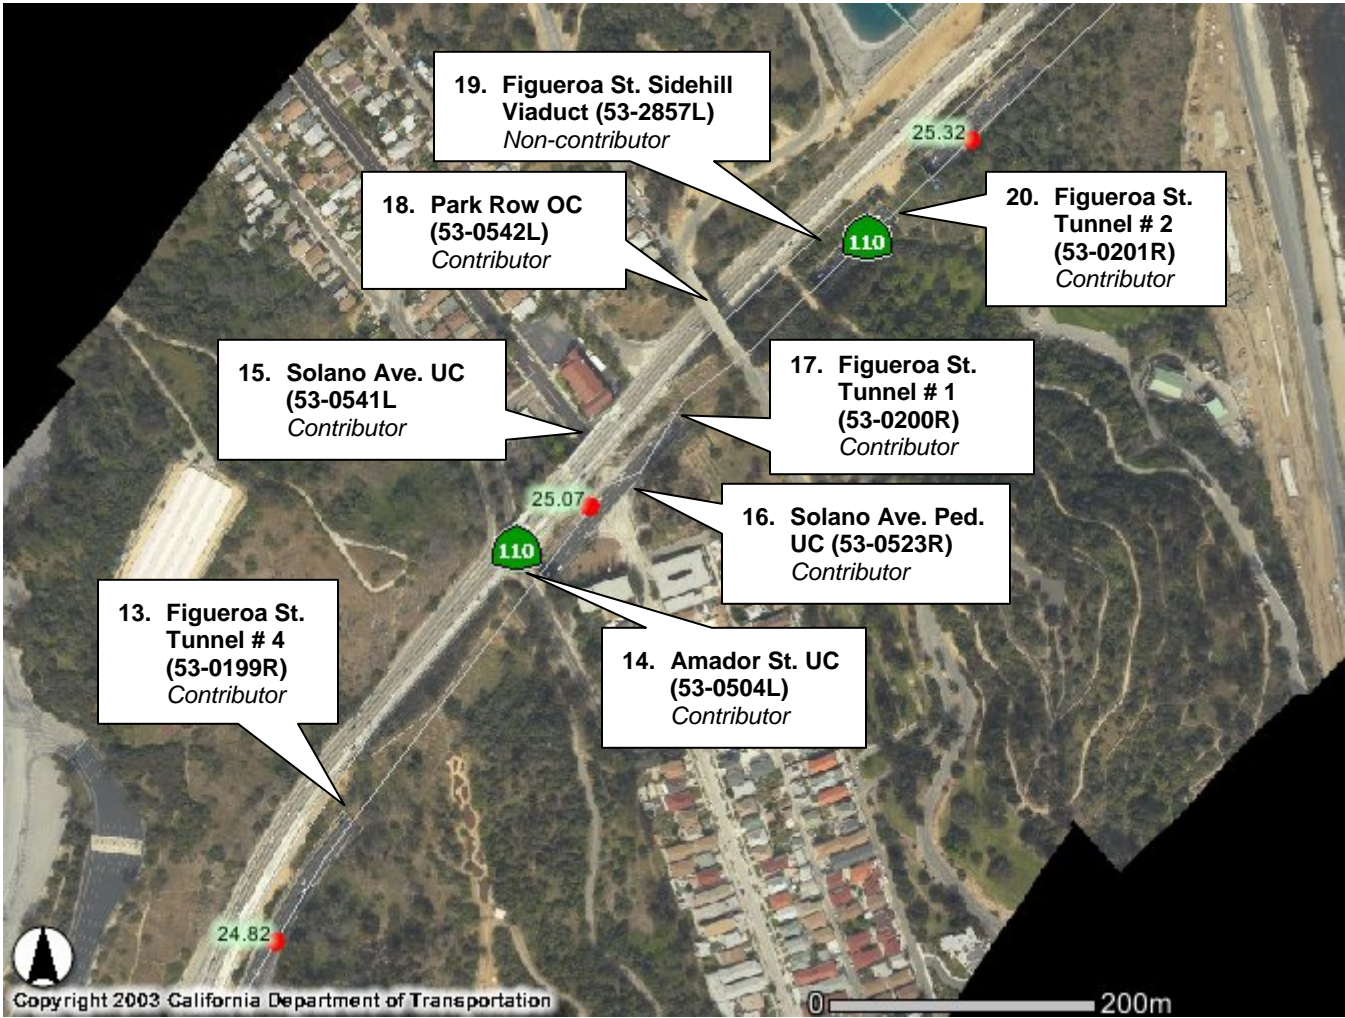 19. Figueroa St. Sidehill
Viaduct (53-2857L)
Non-contributor
25.32
18. Park Row OC
(53-0542L)
Contributor
20. Figueroa St.
Tunnel # 2
(53-0201R)
Contributor
110
15. Solano Ave. UC
(53-0541L
Contributor
17. Figueroa St.
Tunnel # 1
(53-0200R)
Contributor
25.07
16. Solano Ave. Ped.
UC (53-0523R)
Contributor
110
13. Figueroa St.
Tunnel # 4
(53-0199R)
Contributor
14. Amador St. UC
(53-0504L)
Contributor
24.82
Copyright 2003 California Department of Transportation
0 200m